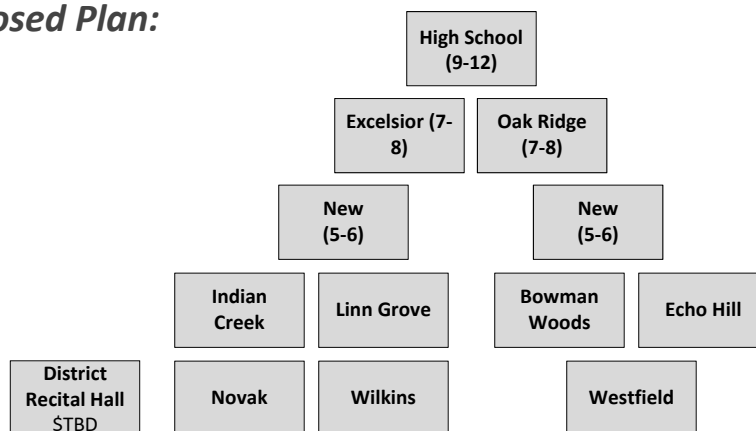 Plan:
High School
(9-12)
Excelsior (7-
8)
Oak Ridge
(7-8)
New
(5-6)
New
(5-6)
Indian
Creek
Linn Grove
Bowman
Woods
Echo Hill
District
Recital Hall
$TBD
Novak
Wilkins
Westfield